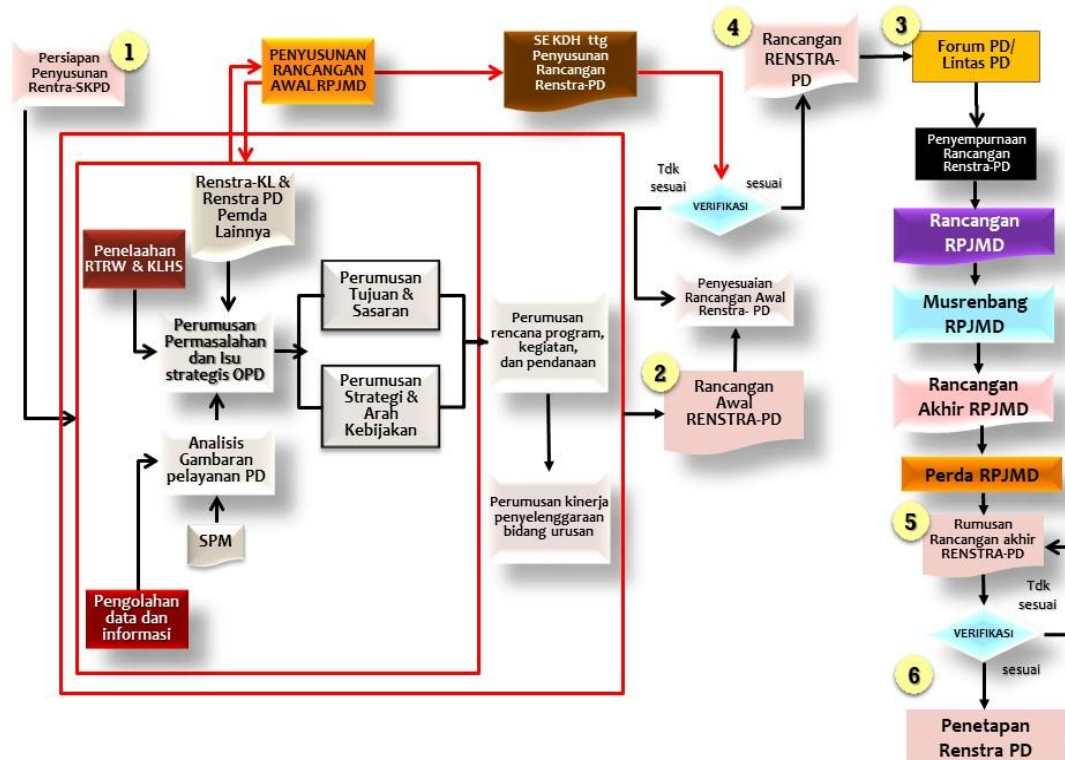 1
Persiapan
Penyusunan
Rentra-SKPD
PENYUSUNAN
RANCANGAN
AWAL RPJMD
SE KDH ttg
Penyusunan
Rancangan
Renstra-PD
4
Rancangan
RENSTRA-
PD
3
Forum PD/
Lintas PD
Penyempurnaan
Rancangan
Renstra-PD
Rancangan
RPJMD
Musrenbang
RPJMD
Rancangan
Akhir RPJMD
Perda RPJMD
5
Rumusan
Rancangan akhir
RENSTRA-PD
Tdk
sesuai
VERIFIKASI
sesuai
6
Penetapan
Renstra PD
Tdk
sesuai
sesuai
VERIFIKASI
Penyesuaian
Rancangan Awal
Renstra- PD
2
Rancangan
Awal
RENSTRA-PD
Renstra-KL &
Renstra PD
Pemda
Lainnya
Penelaahan
RTRW & KLHS
Perumusan
Permasalahan
dan Isu
strategis OPD
Perumusan
Tujuan &
Sasaran
Perumusan
Strategi &
Arah
Kebijakan
Perumusan
rencana program,
kegiatan,
dan pendanaan
Analisis
Gambaran
pelayanan PD
SPM
Perumusan kinerja
penyelenggaraan
bidang urusan
Pengolahan
data dan
informasi